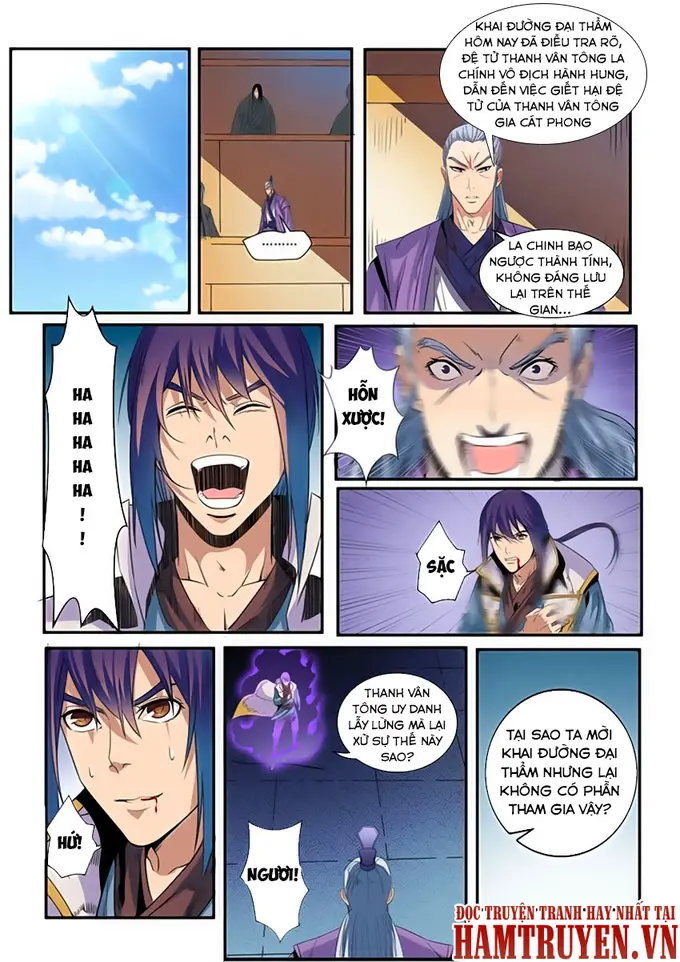 KHAI ĐƯỜNG ĐẠI THẨM
HÔM NAY ĐÃ ĐIỀU TRA RÕ,
ĐỆ TỬ THANH VÂN TÔNG LA
CHÍNH VÔ ĐỊCH HÀNH HUNG,
DẪN ĐẾN VIỆC GIẾT HẠI ĐỆ
TỬ CỦA THANH VÂN TÔNG
GIA CÁT PHONG
.........
LA CHINH BẠO
NGƯỢC THÀNH TÍNH,
KHÔNG ĐÁNG LƯU
LẠI TRÊN THẾ
GIAN...
HA
HA
HA
HA
HA
!
!
HỖN
XƯỢC!
SẶC
HỨ!
THANH VÂN
TÔNG UY DANH
LẪY LỪNG MÀ LẠI
XỬ SỰ THẾ NÀY
SAO?
NGƯƠI!
TẠI SAO TA MỜI
KHAI ĐƯỜNG ĐẠI
THẨM NHƯNG LẠI
KHÔNG CÓ PHẦN
THAM GIA VẬY?
ĐỌC TRUYỆN TRANH HAY NHẤT TẠI
HAMTRUYEN.VN